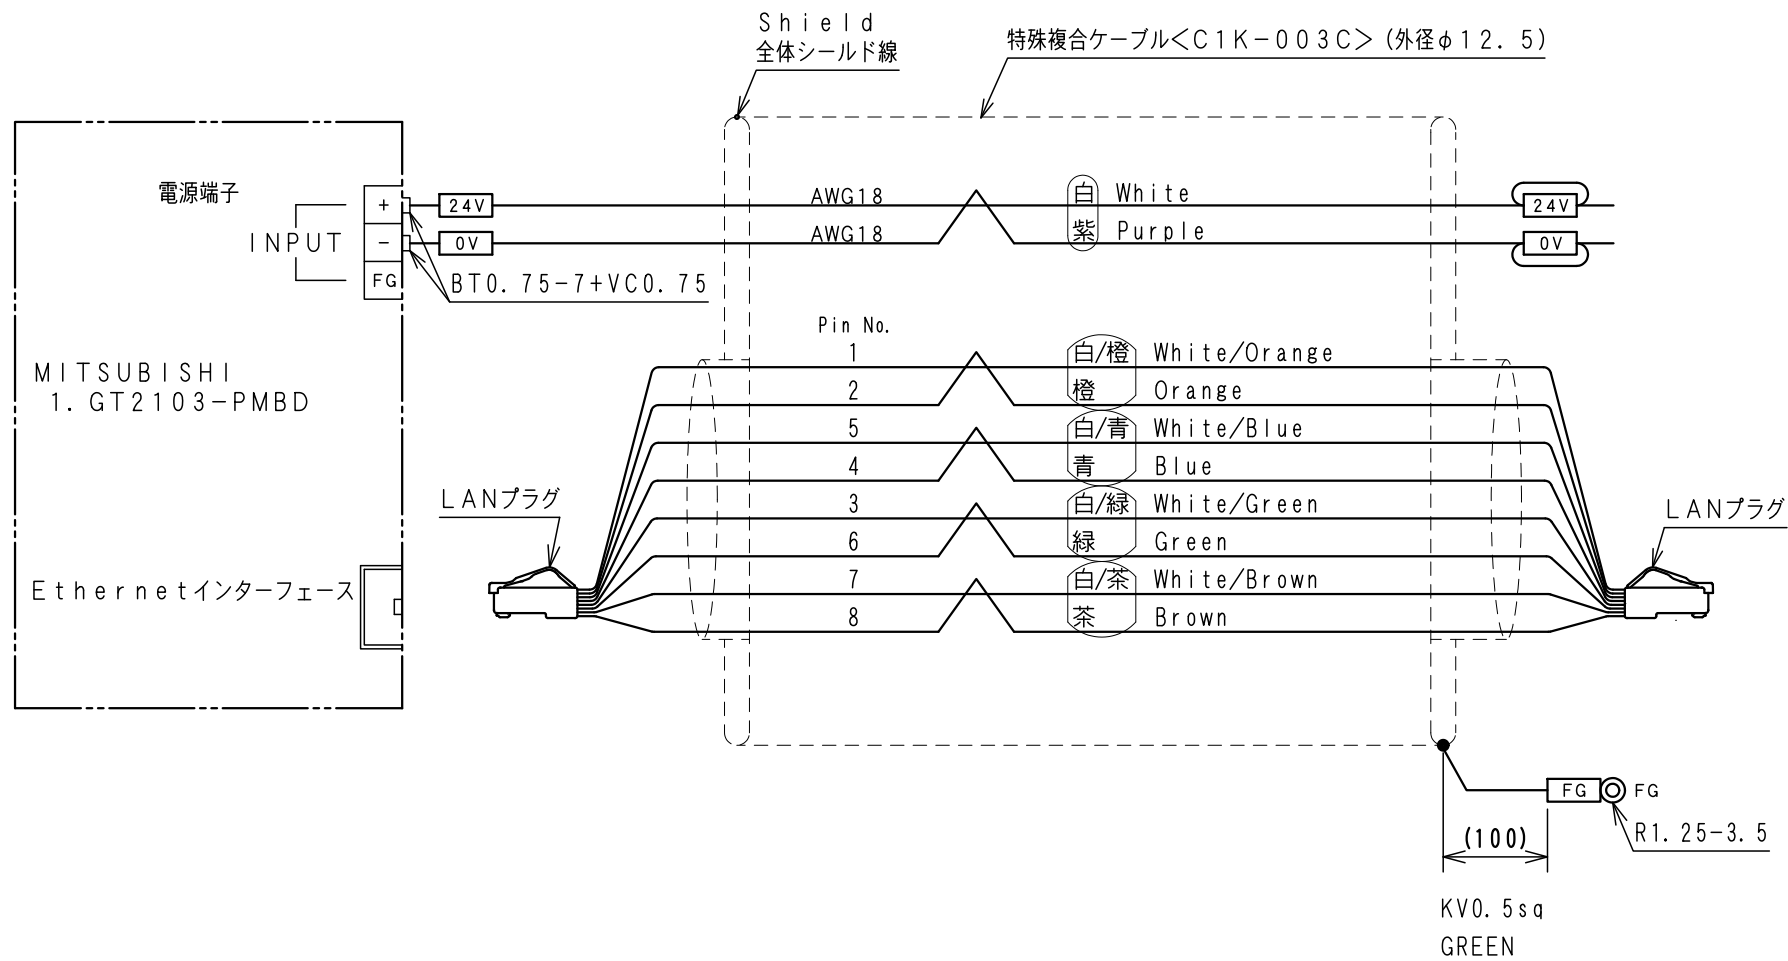 Shield
全体シールド線
特殊複合ケーブル<C1K-003C>(外径φ12.5)
電源端子
INPUT
+
-
FG
24V
0V
BT0.75-7+VC0.75
AWG18
AWG18
白 White
紫 Purple
24V
0V
MITSUBISHI
1. GT2103-PMBD
Pin No.
1 白/橙 White/Orange
2 橙 Orange
5 白/青 White/Blue
4 青 Blue
3 白/緑 White/Green
6 緑 Green
7 白/茶 White/Brown
8 茶 Brown
LANプラグ
LANプラグ
Ethernetインターフェース
FG
FG
R1.25-3.5
(100)
KV0.5sq
GREEN